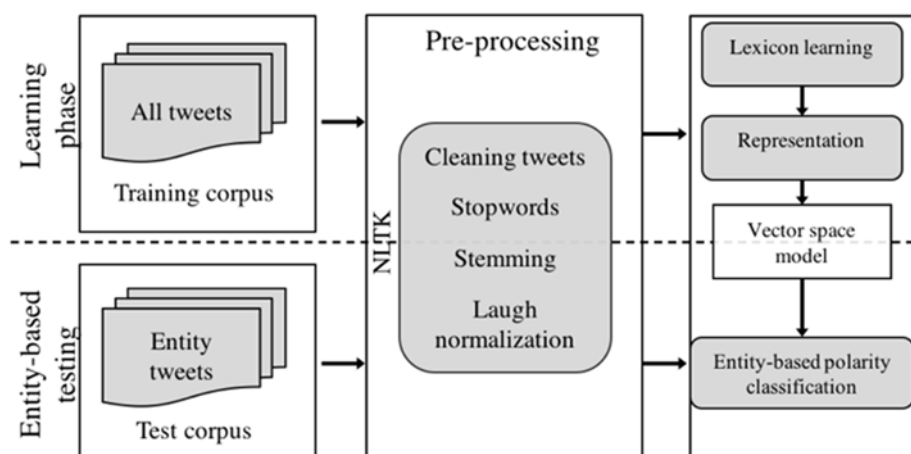 Learning
phase
All tweets
Training corpus
Entity-based
testing
Entity
tweets
Test corpus
Pre-processing
NLTK
Cleaning tweets
Stopwords
Stemming
Laugh
normalization
Lexicon learning
Representation
Vector space
model
Entity-based polarity
classification